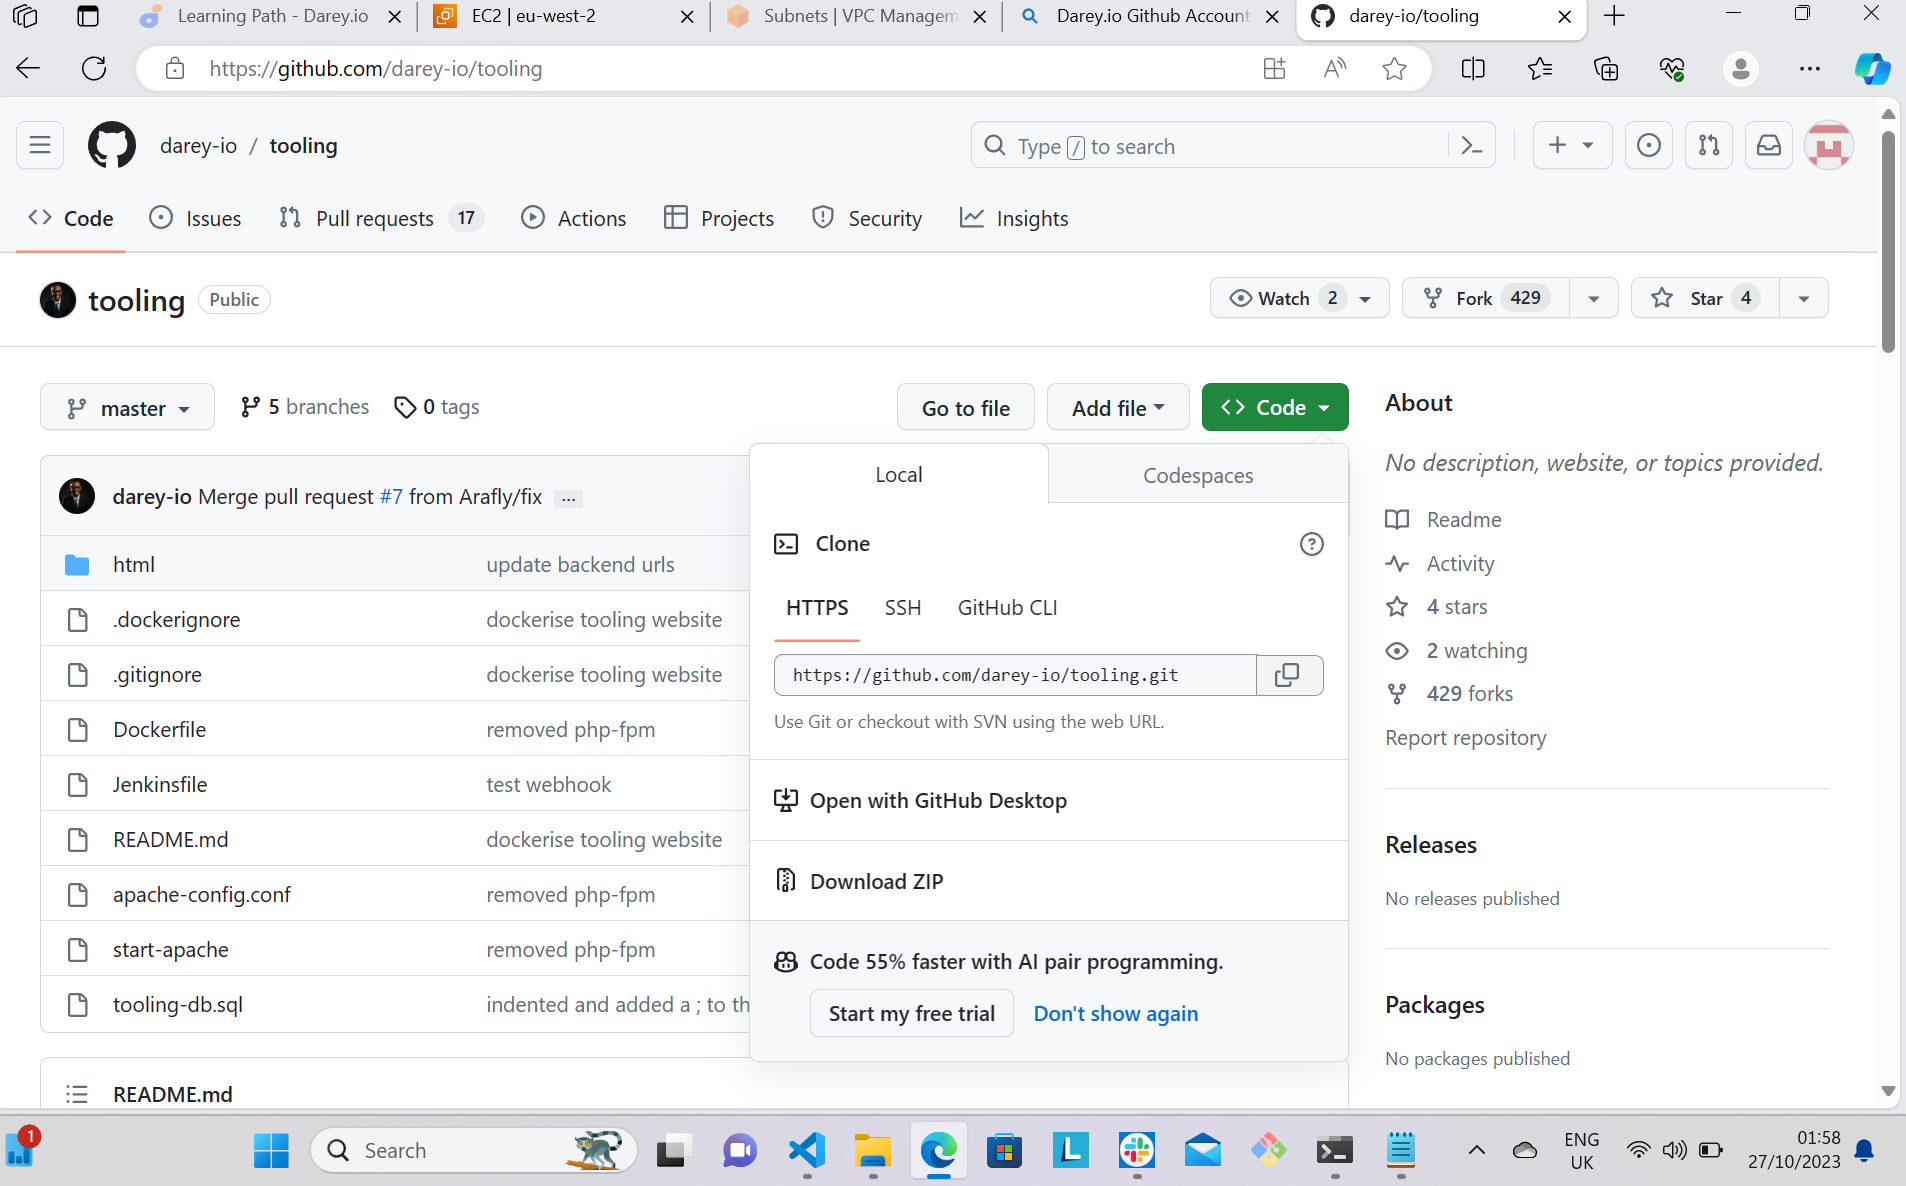 Learning Path - Darey.io
EC2 | eu-west-2
Subnets | VPC Managem
Darey.io Github Account
darey-io/tooling
https://github.com/darey-io/tooling
darey-io / tooling
Type / to search
Code
Issues
Pull requests 17
Actions
Projects
Security
Insights
tooling Public
Watch 2
Fork 429
Star 4
master
5 branches
0 tags
Go to file
Add file
Code
darey-io Merge pull request #7 from Arafly/fix ...
html update backend urls
.dockerignore dockerise tooling website
.gitignore dockerise tooling website
Dockerfile removed php-fpm
Jenkinsfile test webhook
README.md dockerise tooling website
apache-config.conf removed php-fpm
start-apache removed php-fpm
tooling-db.sql indented and added a ; to th
README.md
Local
Codespaces
Clone
HTTPS SSH GitHub CLI
https://github.com/darey-io/tooling.git
Use Git or checkout with SVN using the web URL.
Open with GitHub Desktop
Download ZIP
Code 55% faster with AI pair programming.
Start my free trial Don't show again
About
No description, website, or topics provided.
Readme
Activity
4 stars
2 watching
429 forks
Report repository
Releases
No releases published
Packages
No packages published
1
Search
L
ENG
UK
01:58
27/10/2023